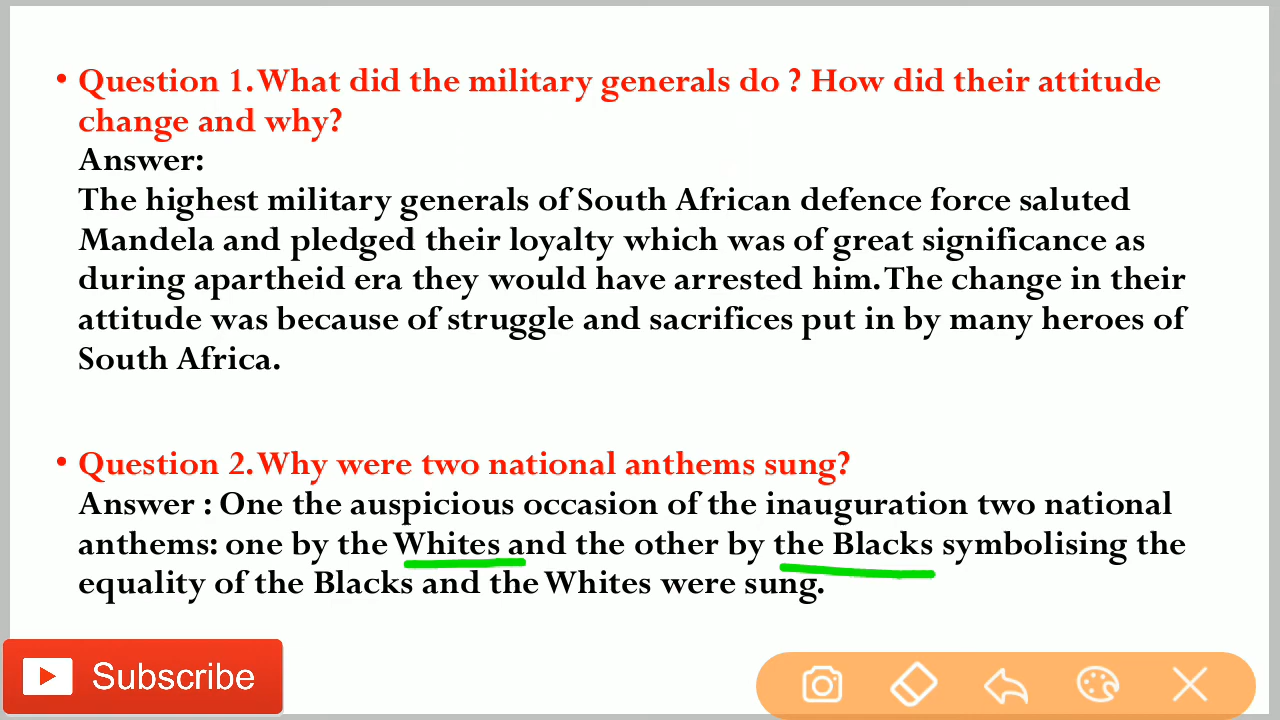 • Question 1. What did the military generals do ? How did their attitude
change and why?
Answer:
The highest military generals of South African defence force saluted
Mandela and pledged their loyalty which was of great significance as
during apartheid era they would have arrested him. The change in their
attitude was because of struggle and sacrifices put in by many heroes of
South Africa.
• Question 2. Why were two national anthems sung?
Answer : One the auspicious occasion of the inauguration two national
anthems: one by the Whites and the other by the Blacks symbolising the
equality of the Blacks and the Whites were sung.
Subscribe